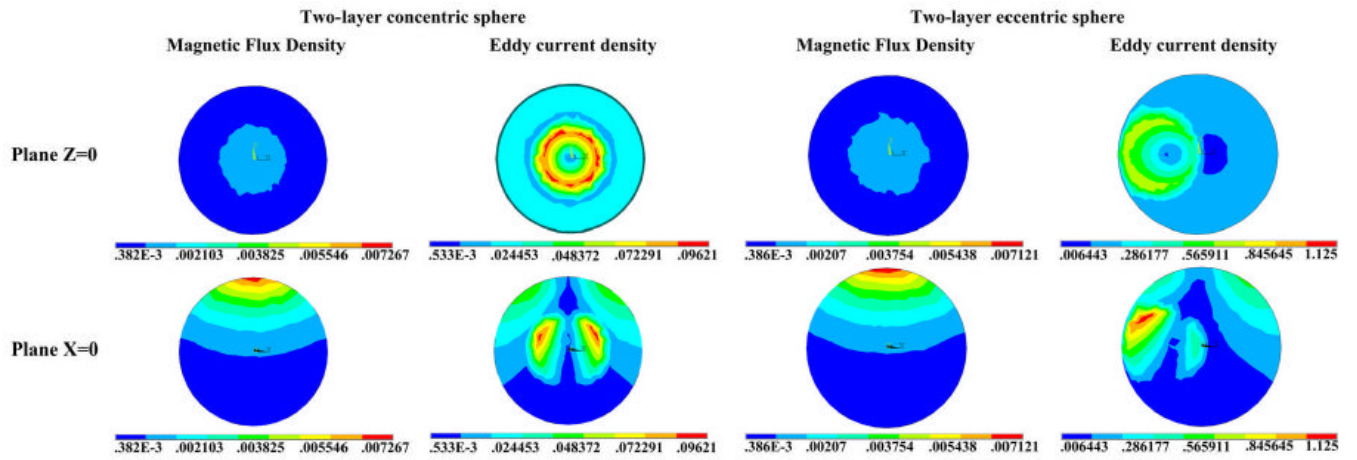 Two-layer concentric sphere Two-layer eccentric sphere
Magnetic Flux Density Eddy current density Magnetic Flux Density Eddy current density
Plane Z=0
.382E-3 .002103 .003825 .005546 .007267 .533E-3 .024453 .048372 .072291 .09621 .386E-3 .00207 .003754 .005438 .007121 .006443 .286177 .565911 .845645 1.125
Plane X=0
.382E-3 .002103 .003825 .005546 .007267 .533E-3 .024453 .048372 .072291 .09621 .386E-3 .00207 .003754 .005438 .007121 .006443 .286177 .565911 .845645 1.125